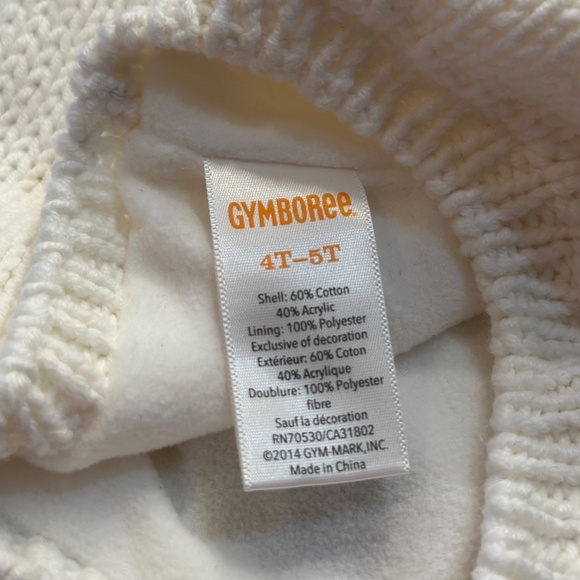 GYMBOREE
4T–5T
Shell: 60% Cotton
40% Acrylic
Lining: 100% Polyester
Exclusive of decoration
Extérieur: 60% Coton
40% Acrylique
Doublure: 100% Polyester
fibre
Sauf la décoration
RN70530/CA31802
©2014 GYM-MARK,INC.
Made in China